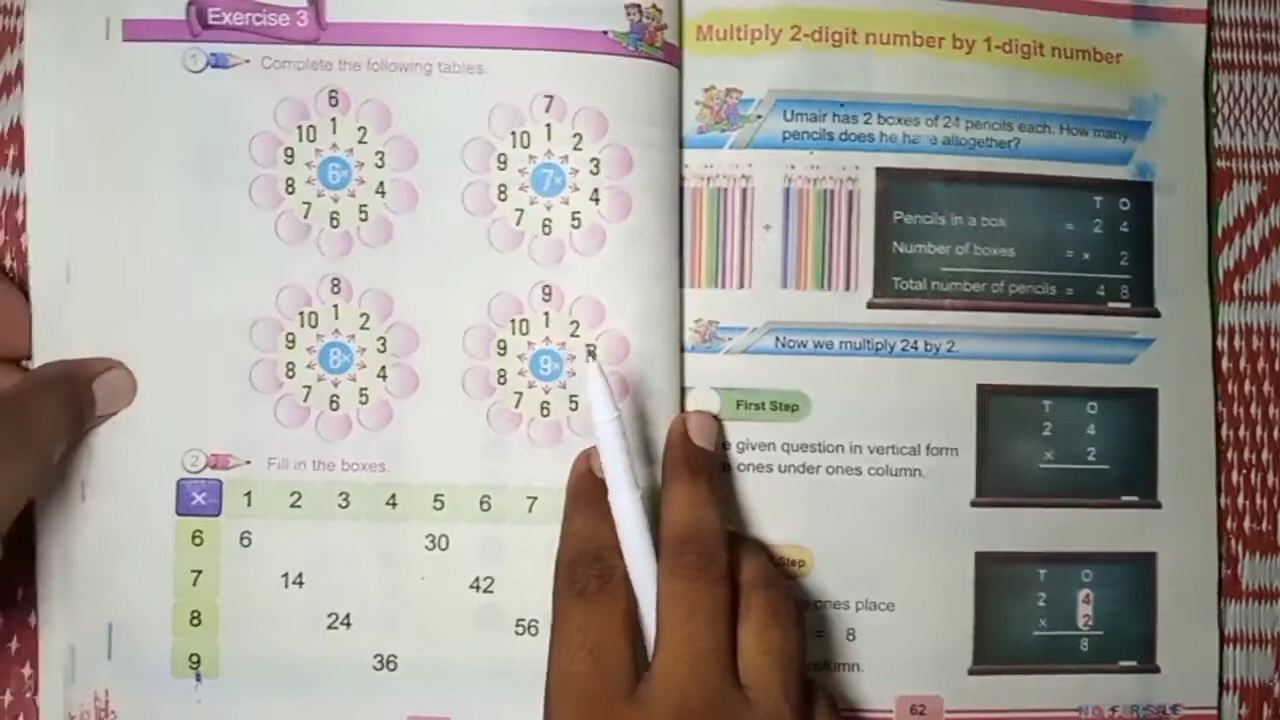 Exercise 3
1 Complete the following tables.
6
10 1 2
9 3
6×
8 4
7 6 5
7
10 1 2
9 3
7×
8 4
7 6 5
8
10 1 2
9 3
8×
8 4
7 6 5
9
10 1 2
9
9×
8
7 6 5
2 Fill in the boxes.
× 1 2 3 4 5 6 7
6 6 30
7 14 42
8 24 56
9 36
Multiply 2-digit number by 1-digit number
Umair has 2 boxes of 24 pencils each. How many
pencils does he have altogether?
+
T O
Pencils in a box = 2 4
Number of boxes = × 2
Total number of pencils = 4 8
Now we multiply 24 by 2.
First Step
given question in vertical form
ones under ones column.
T O
2 4
× 2
Step
ones place
= 8
column.
T O
2 4
× 2
8
62
NOT FOR SALE